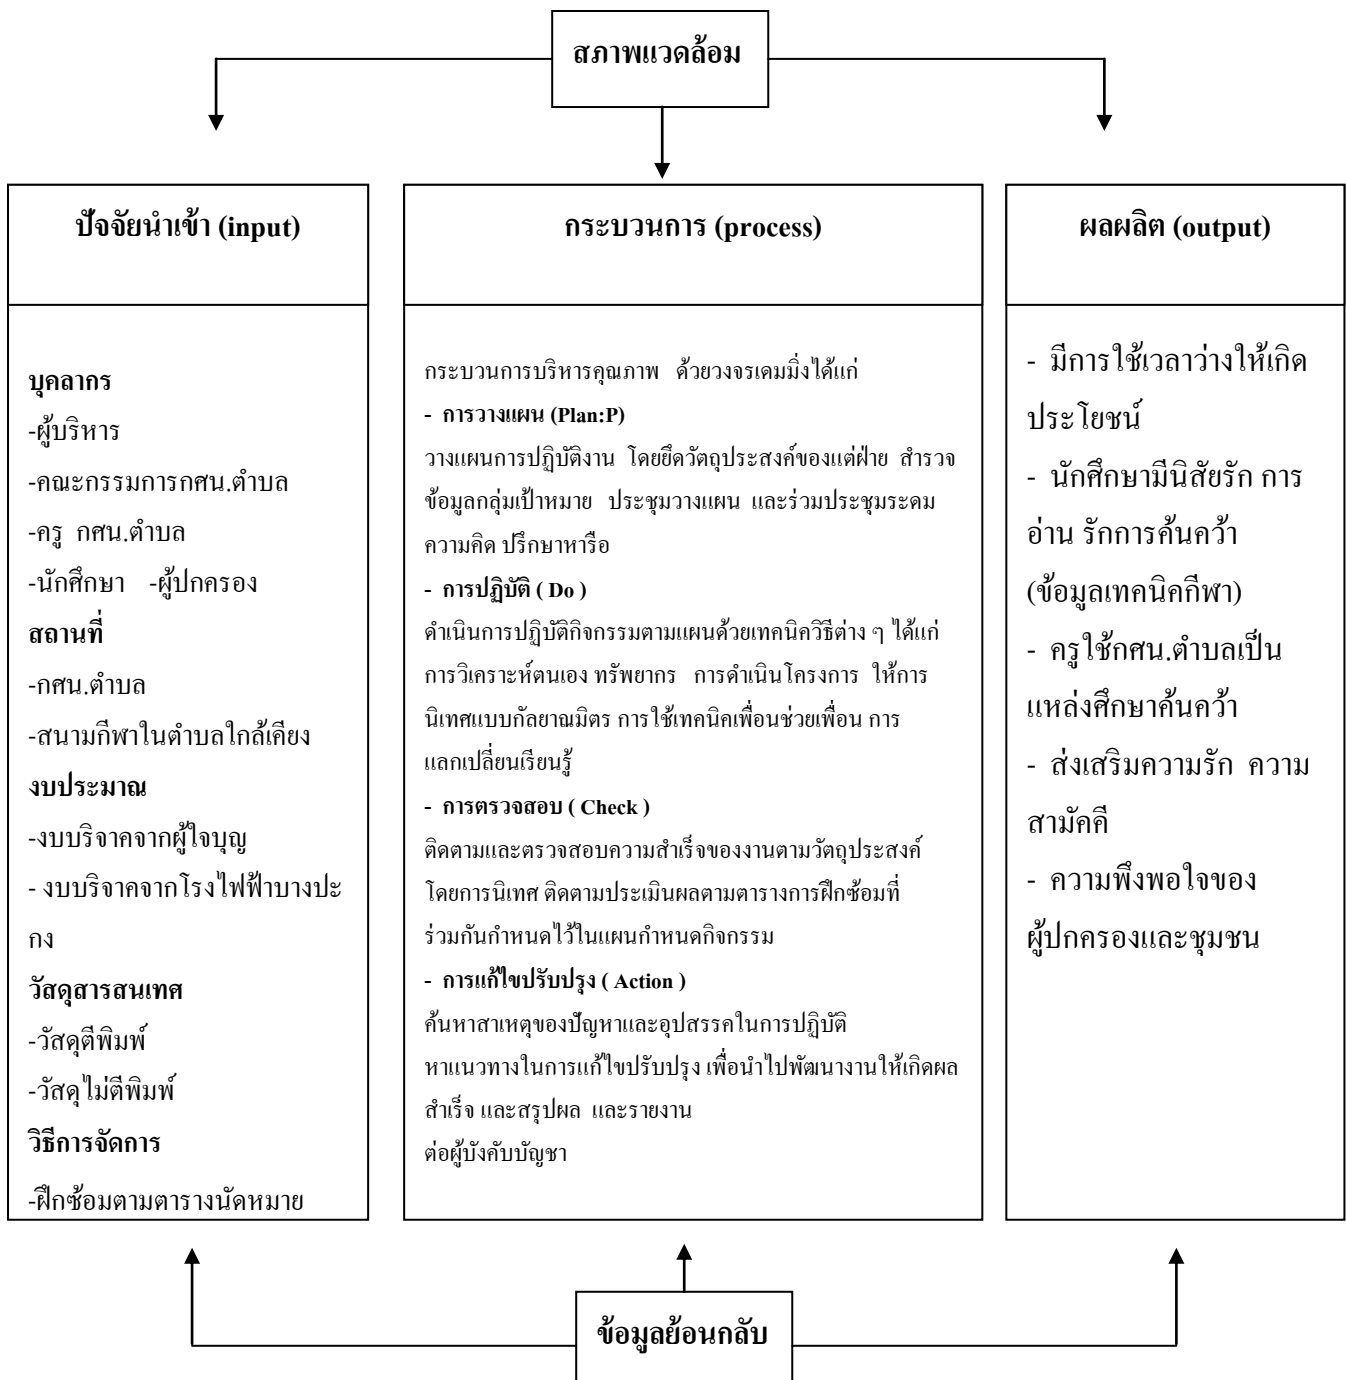 สภาพแวดล้อม
ปัจจัยนำเข้า (input)
บุคลากร
-ผู้บริหาร
-คณะกรรมการกศน.ตำบล
-ครู กศน.ตำบล
-นักศึกษา -ผู้ปกครอง
สถานที่
-กศน.ตำบล
-สนามกีฬาในตำบลใกล้เคียง
งบประมาณ
-งบบริจาคจากผู้ใจบุญ
- งบบริจาคจากโรงไฟฟ้าบางปะ
กง
วัสดุสารสนเทศ
-วัสดุตีพิมพ์
-วัสดุไม่ตีพิมพ์
วิธีการจัดการ
-ฝึกซ้อมตามตารางนัดหมาย
กระบวนการ (process)
กระบวนการบริหารคุณภาพ ด้วยวงจรเดมมิ่งได้แก่
- การวางแผน (Plan:P)
วางแผนการปฏิบัติงาน โดยยึดวัตถุประสงค์ของแต่ฝ่าย สำรวจ
ข้อมูลกลุ่มเป้าหมาย ประชุมวางแผน และร่วมประชุมระดม
ความคิด ปรึกษาหารือ
- การปฏิบัติ ( Do )
ดำเนินการปฏิบัติกิจกรรมตามแผนด้วยเทคนิควิธีต่าง ๆ ได้แก่
การวิเคราะห์ตนเอง ทรัพยากร การดำเนินโครงการ ให้การ
นิเทศแบบกัลยาณมิตร การใช้เทคนิคเพื่อนช่วยเพื่อน การ
แลกเปลี่ยนเรียนรู้
- การตรวจสอบ ( Check )
ติดตามและตรวจสอบความสำเร็จของงานตามวัตถุประสงค์
โดยการนิเทศ ติดตามประเมินผลตามตารางการฝึกซ้อมที่
ร่วมกันกำหนดไว้ในแผนกำหนดกิจกรรม
- การแก้ไขปรับปรุง ( Action )
ค้นหาสาเหตุของปัญหาและอุปสรรคในการปฏิบัติ
หาแนวทางในการแก้ไขปรับปรุง เพื่อนำไปพัฒนางานให้เกิดผล
สำเร็จ และสรุปผล และรายงาน
ต่อผู้บังคับบัญชา
ผลผลิต (output)
- มีการใช้เวลาว่างให้เกิด
ประโยชน์
- นักศึกษามีนิสัยรัก การ
อ่าน รักการค้นคว้า
(ข้อมูลเทคนิคกีฬา)
- ครูใช้กศน.ตำบลเป็น
แหล่งศึกษาค้นคว้า
- ส่งเสริมความรัก ความ
สามัคคี
- ความพึงพอใจของ
ผู้ปกครองและชุมชน
ข้อมูลย้อนกลับ